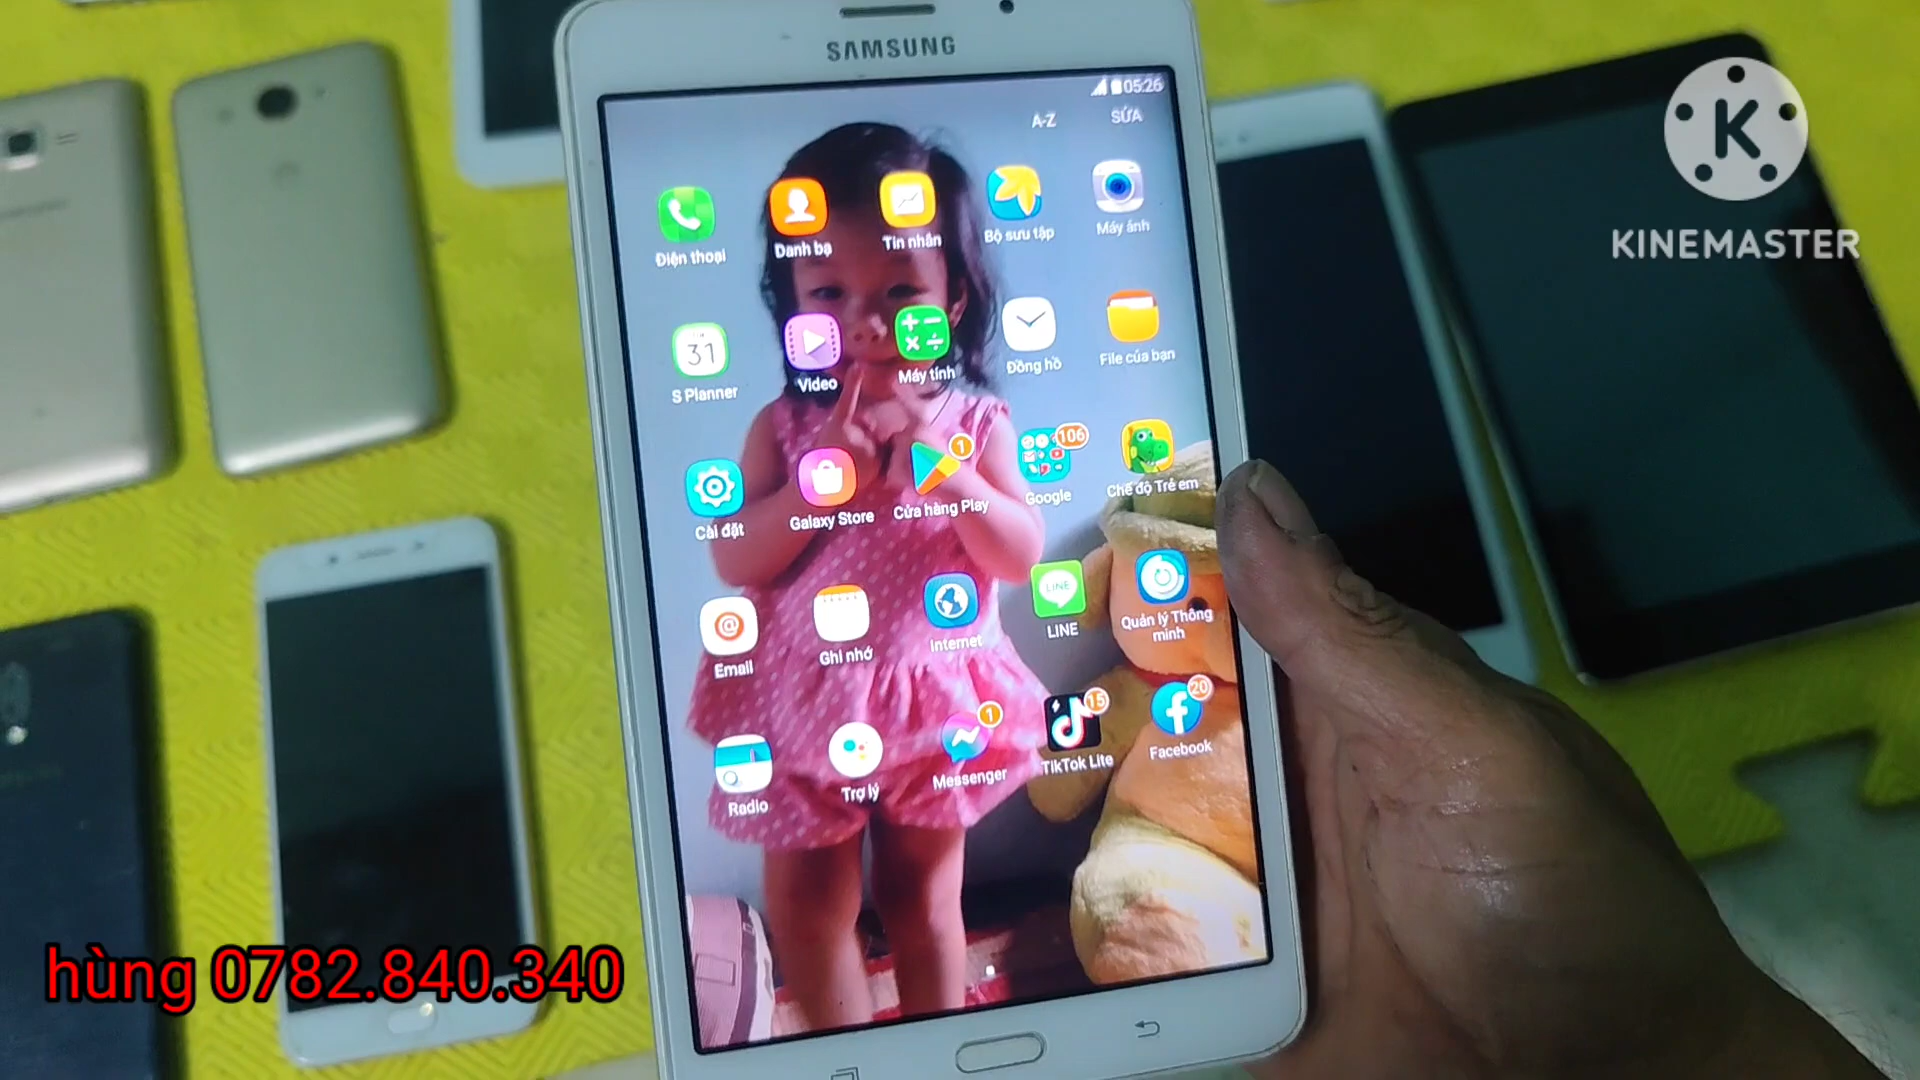 SAMSUNG
05:26
A-Z
SỬA
KINEMASTER
Điện thoại
Danh bạ
Tin nhắn
Bộ sưu tập
Máy ảnh
31
S Planner
Video
Máy tính
Đồng hồ
File của bạn
Cài đặt
Galaxy Store
1
Cửa hàng Play
106
Google
Chế độ Trẻ em
Email
Ghi nhớ
Internet
LINE
LINE
Quản lý Thông
minh
Radio
Trợ lý
1
Messenger
15
TikTok Lite
20
Facebook
hùng 0782.840.340